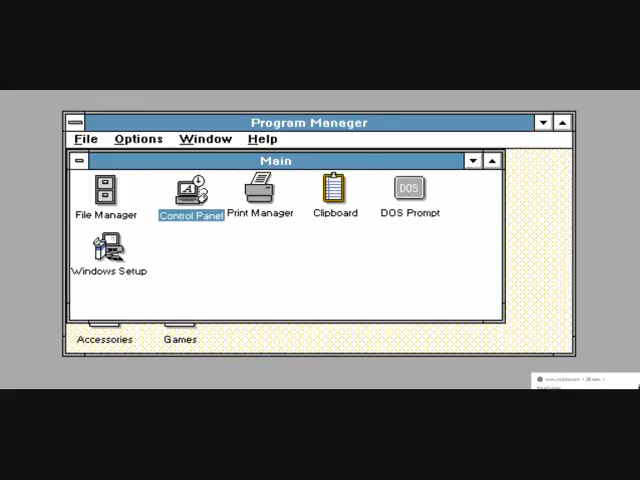 Program Manager
File Options Window Help
Main
File Manager Control Panel Print Manager Clipboard DOS Prompt
DOS
Windows Setup
Accessories Games